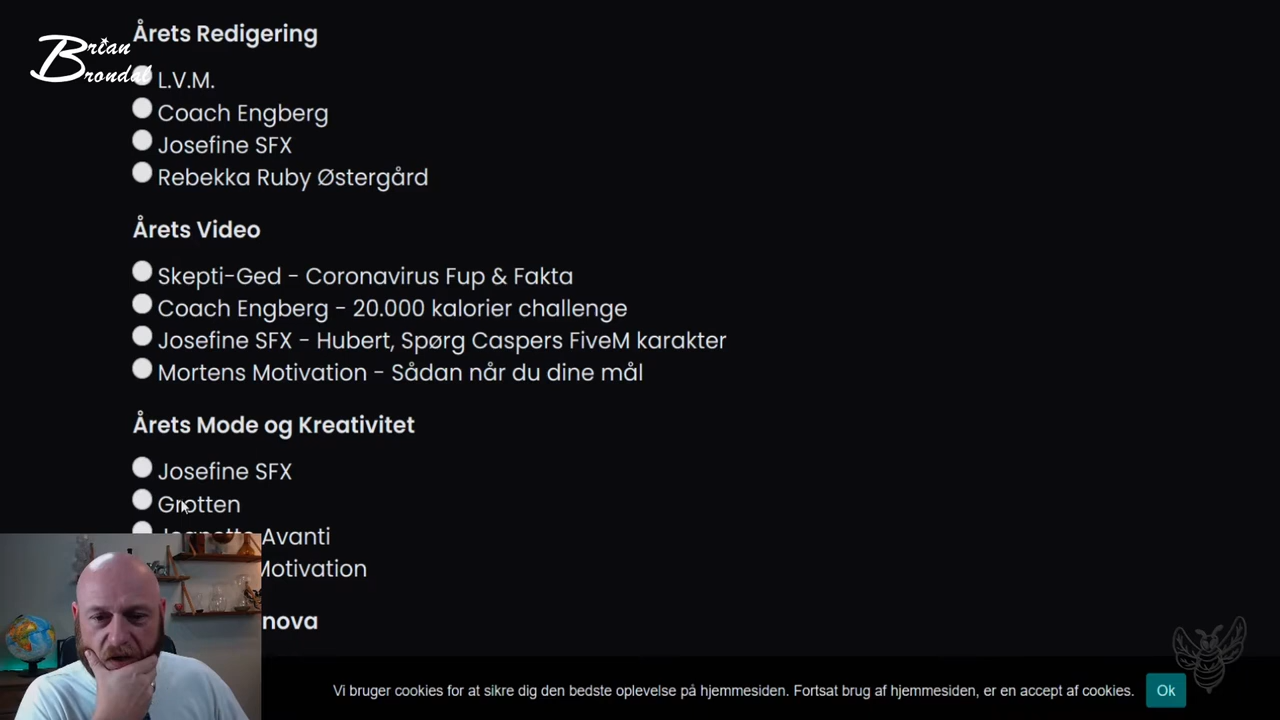 Brian
Brondal
Årets Redigering
L.V.M.
Coach Engberg
Josefine SFX
Rebekka Ruby Østergård
Årets Video
Skepti-Ged - Coronavirus Fup & Fakta
Coach Engberg - 20.000 kalorier challenge
Josefine SFX - Hubert, Spørg Caspers FiveM karakter
Mortens Motivation - Sådan når du dine mål
Årets Mode og Kreativitet
Josefine SFX
Grotten
Avanti
Motivation
nova
Vi bruger cookies for at sikre dig den bedste oplevelse på hjemmesiden. Fortsat brug af hjemmesiden, er en accept af cookies.
Ok